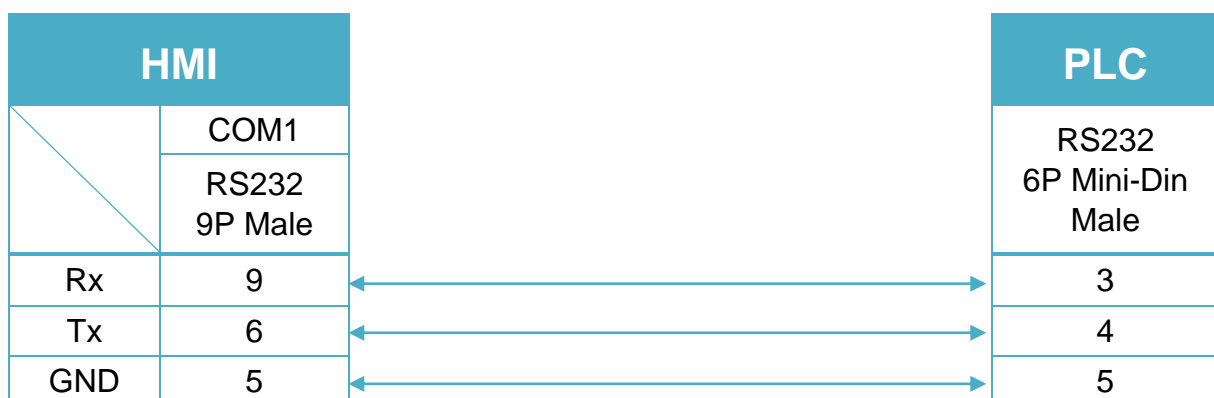 HMI
PLC
COM1
RS232
9P Male
RS232
6P Mini-Din
Male
Rx 9 3
Tx 6 4
GND 5 5